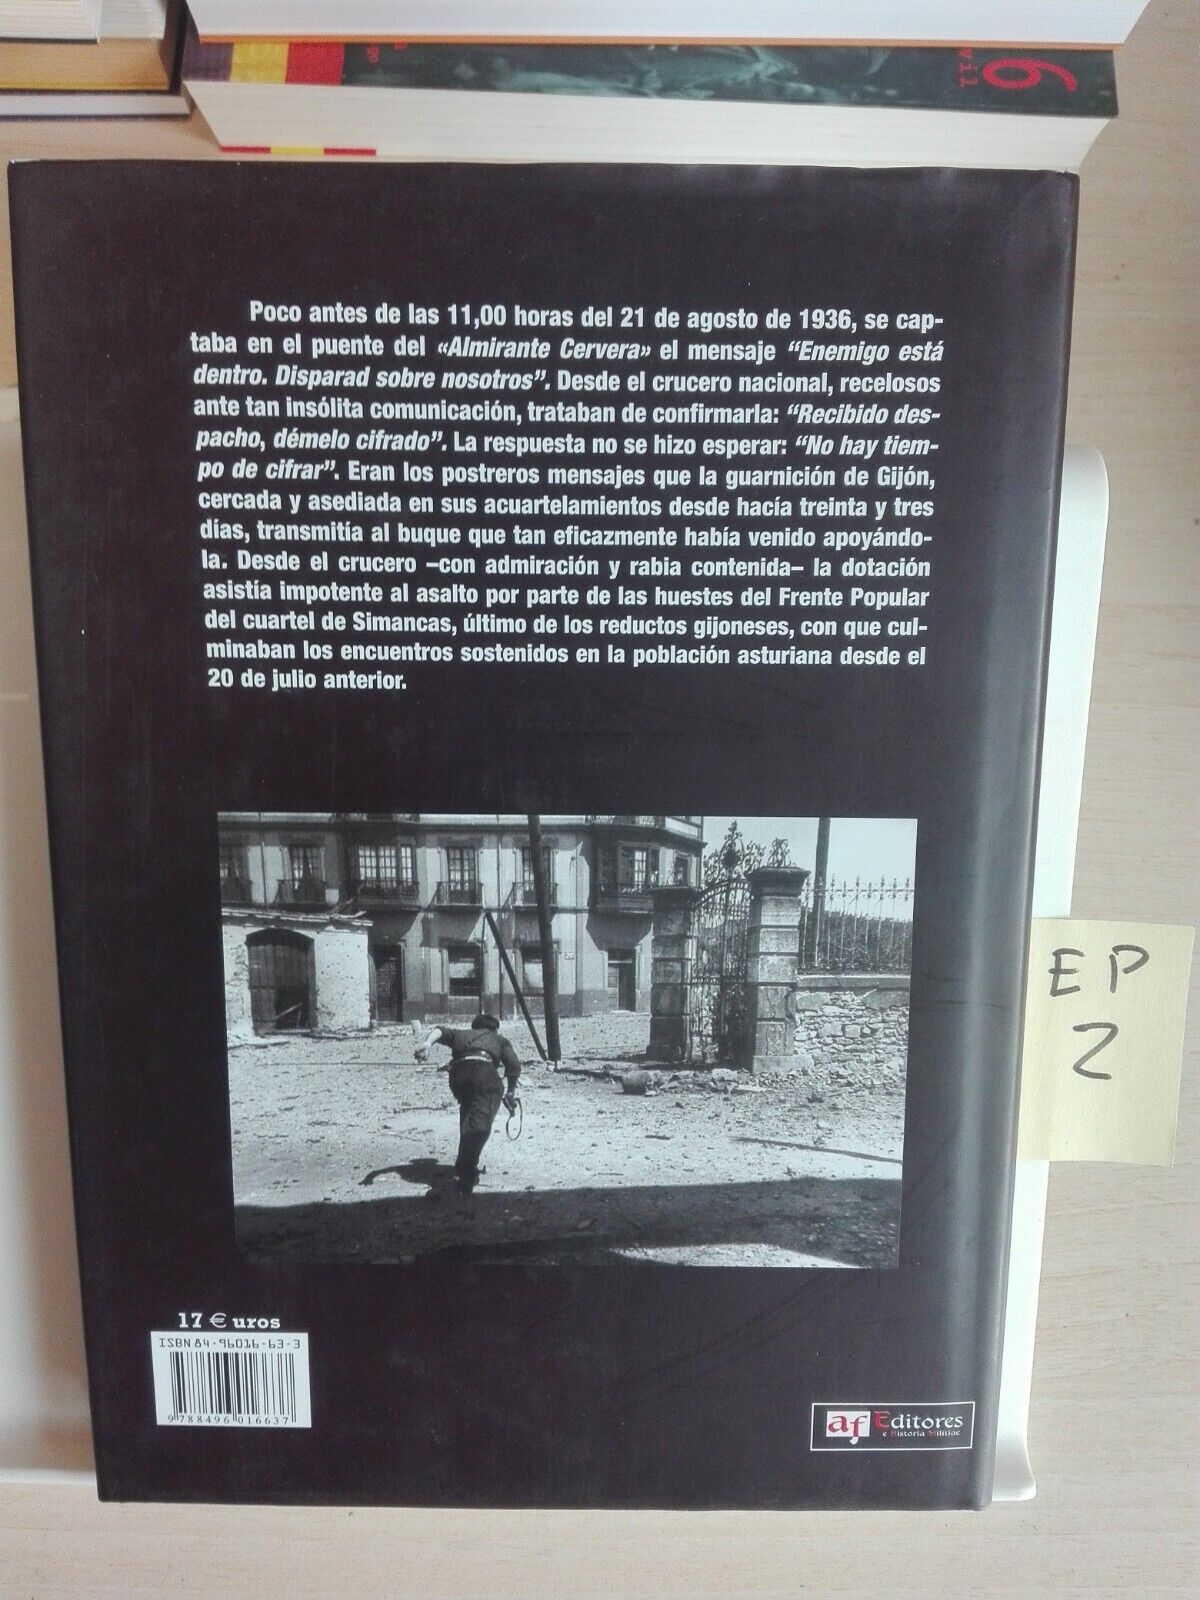 6
vil
Poco antes de las 11,00 horas del 21 de agosto de 1936, se cap-
taba en el puente del «Almirante Cervera» el mensaje “Enemigo está
dentro. Disparad sobre nosotros”. Desde el crucero nacional, recelosos
ante tan insólita comunicación, trataban de confirmarla: “Recibido des-
pacho, démelo cifrado”. La respuesta no se hizo esperar: “No hay tiem-
po de cifrar”. Eran los postreros mensajes que la guarnición de Gijón,
cercada y asediada en sus acuartelamientos desde hacía treinta y tres
días, transmitía al buque que tan eficazmente había venido apoyándo-
la. Desde el crucero –con admiración y rabia contenida– la dotación
asistía impotente al asalto por parte de las huestes del Frente Popular
del cuartel de Simancas, último de los reductos gijoneses, con que cul-
minaban los encuentros sostenidos en la población asturiana desde el
20 de julio anterior.
EP
2
17 € uros
ISBN 84-96016-63-3
9 788496 016637
af Editores
e Historia Militiae